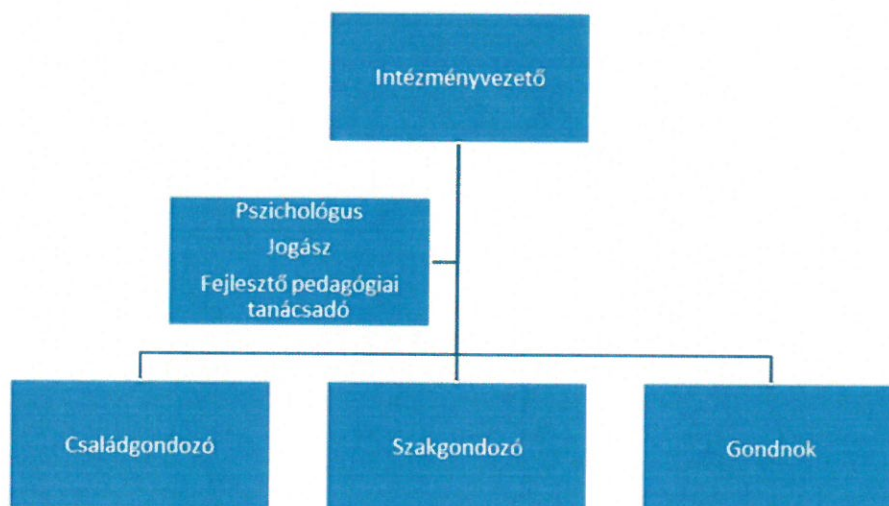 Intézményvezető
Pszichológus
Jogász
Fejlesztő pedagógiai
tanácsadó
Családgondozó
Szakgondozó
Gondnok